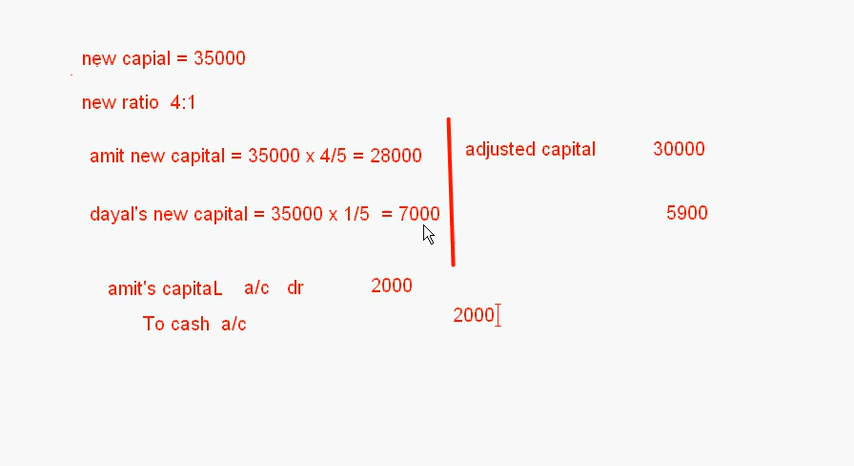 new capial = 35000
new ratio 4:1
amit new capital = 35000 x 4/5 = 28000 adjusted capital 30000
dayal's new capital = 35000 x 1/5 = 7000 5900
amit's capitaL a/c dr 2000
To cash a/c 2000